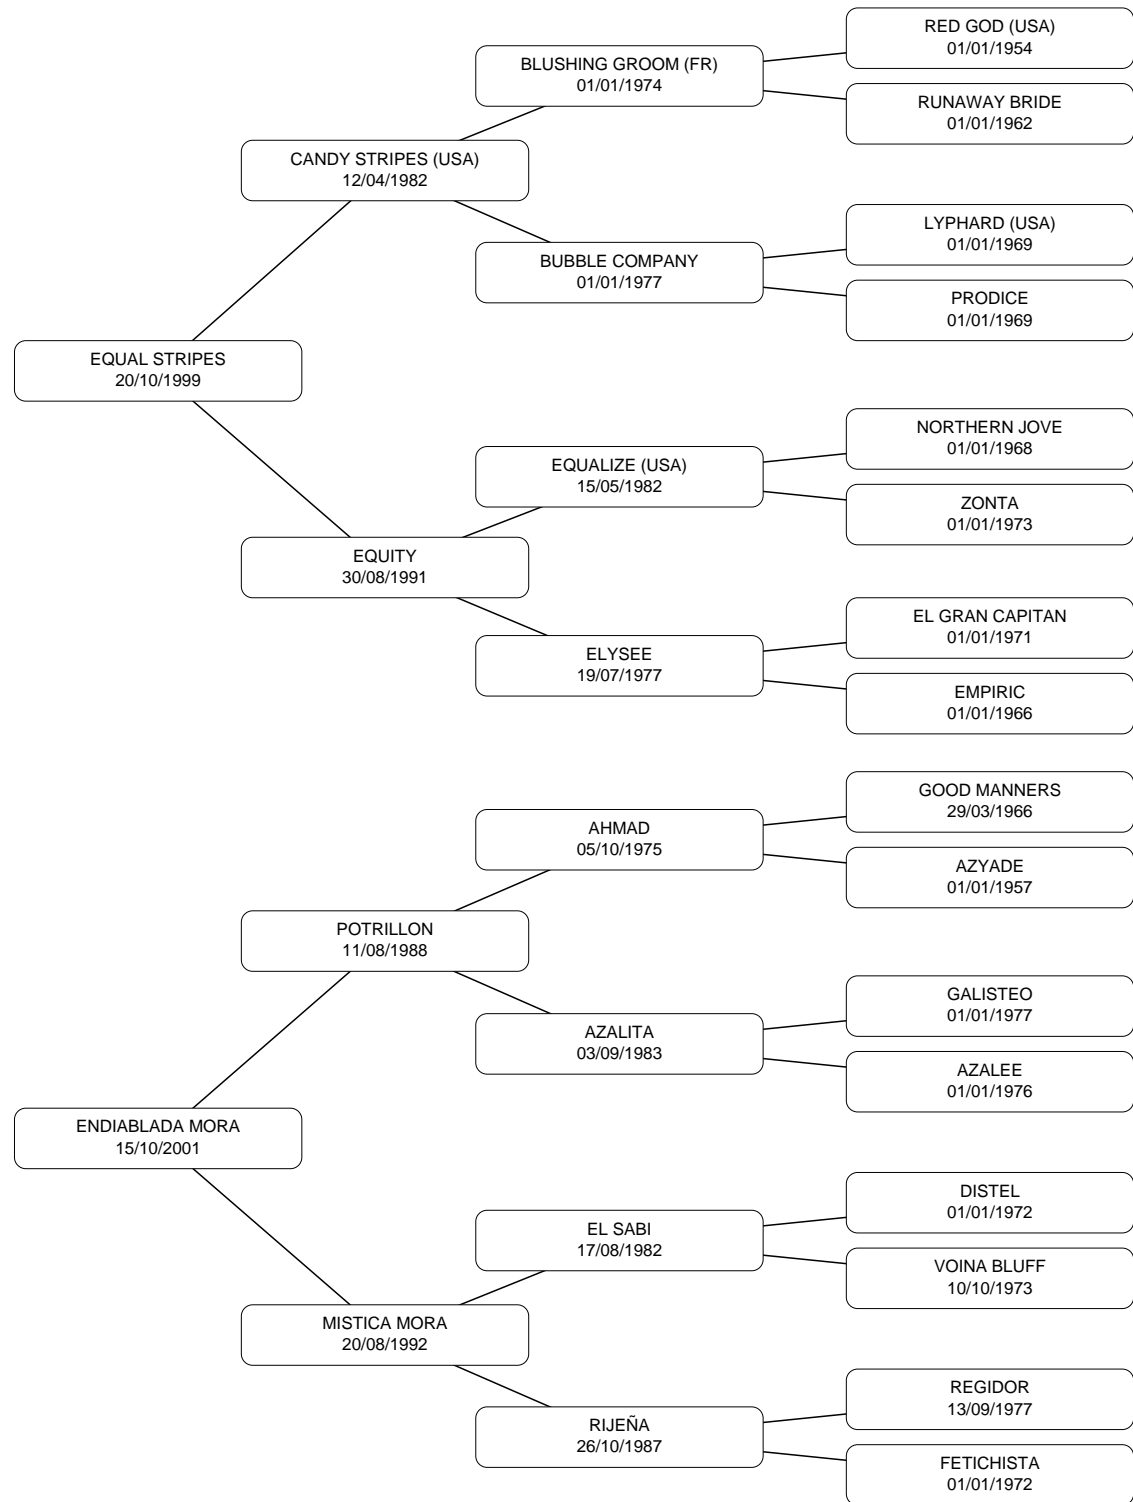 RED GOD (USA)
01/01/1954
BLUSHING GROOM (FR)
01/01/1974
RUNAWAY BRIDE
01/01/1962
CANDY STRIPES (USA)
12/04/1982
LYPHARD (USA)
01/01/1969
BUBBLE COMPANY
01/01/1977
PRODICE
01/01/1969
EQUAL STRIPES
20/10/1999
NORTHERN JOVE
01/01/1968
EQUALIZE (USA)
15/05/1982
ZONTA
01/01/1973
EQUITY
30/08/1991
EL GRAN CAPITAN
01/01/1971
ELYSEE
19/07/1977
EMPIRIC
01/01/1966
GOOD MANNERS
29/03/1966
AHMAD
05/10/1975
AZYADE
01/01/1957
POTRILLON
11/08/1988
GALISTEO
01/01/1977
AZALITA
03/09/1983
AZALEE
01/01/1976
ENDIABLADA MORA
15/10/2001
DISTEL
01/01/1972
EL SABI
17/08/1982
VOINA BLUFF
10/10/1973
MISTICA MORA
20/08/1992
REGIDOR
13/09/1977
RIJEÑA
26/10/1987
FETICHISTA
01/01/1972